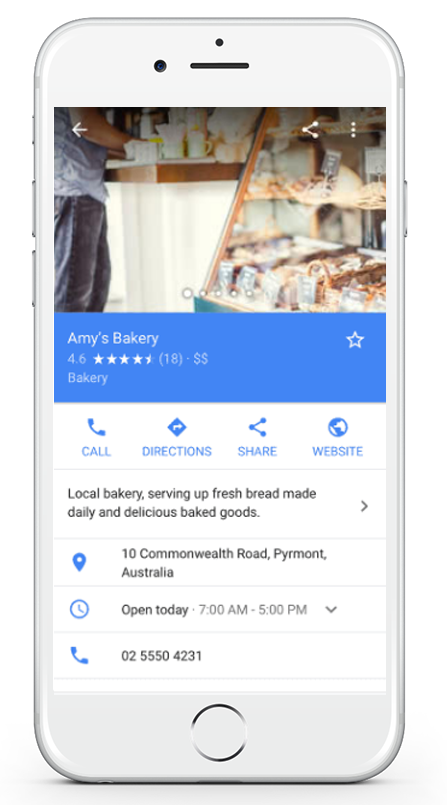 Amy's Bakery
4.6 ★★★★★ (18) · $$
Bakery
CALL DIRECTIONS SHARE WEBSITE
Local bakery, serving up fresh bread made
daily and delicious baked goods.
10 Commonwealth Road, Pyrmont,
Australia
Open today · 7:00 AM - 5:00 PM
02 5550 4231